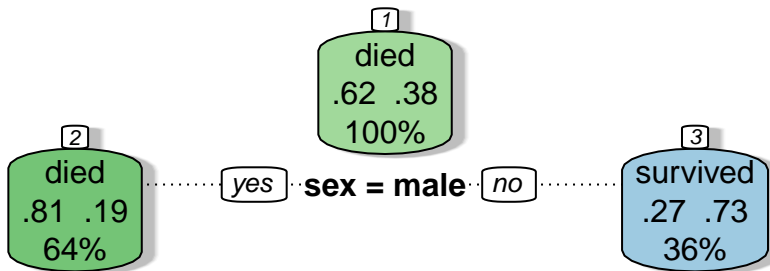 1
died
.62 .38
100%
2
died
.81 .19
64%
yes sex = male no
3
survived
.27 .73
36%